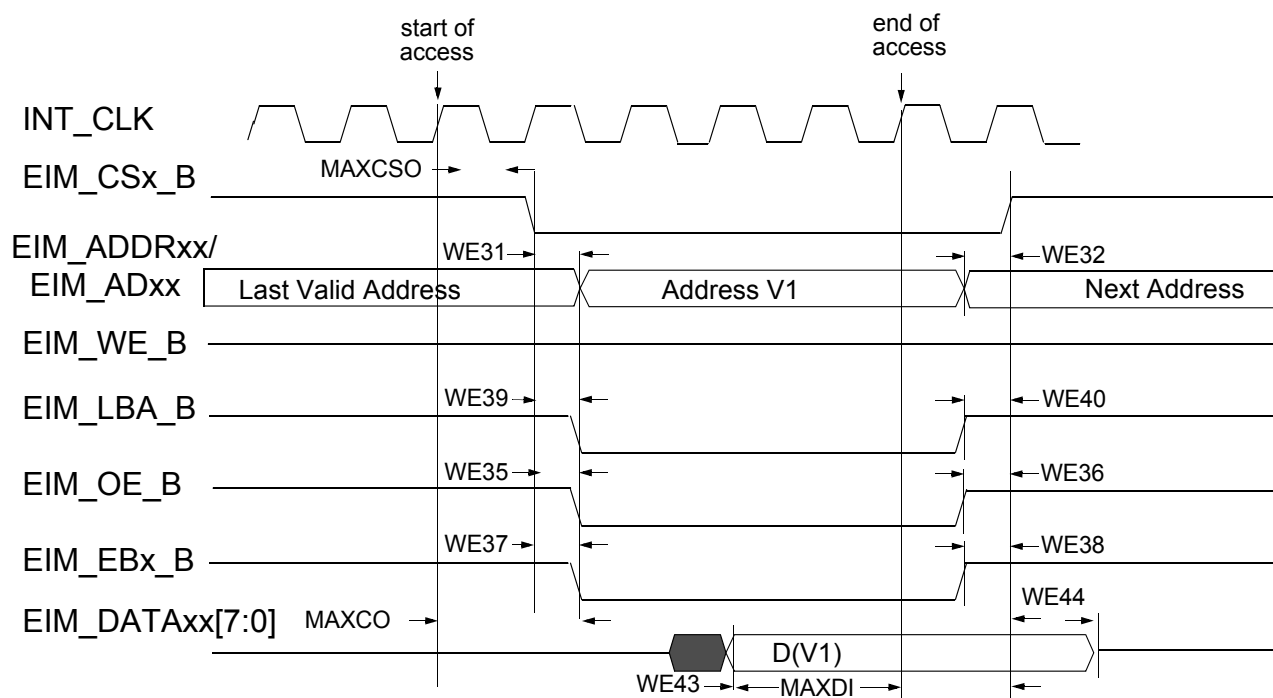 start of
access
end of
access
INT_CLK
MAXCSO
EIM_CSx_B
EIM_ADDRxx/
EIM_ADxx
WE31
WE32
Last Valid Address
Address V1
Next Address
EIM_WE_B
WE39
WE40
EIM_LBA_B
WE35
WE36
EIM_OE_B
WE37
WE38
EIM_EBx_B
WE44
EIM_DATAxx[7:0]
MAXCO
D(V1)
WE43
MAXDI